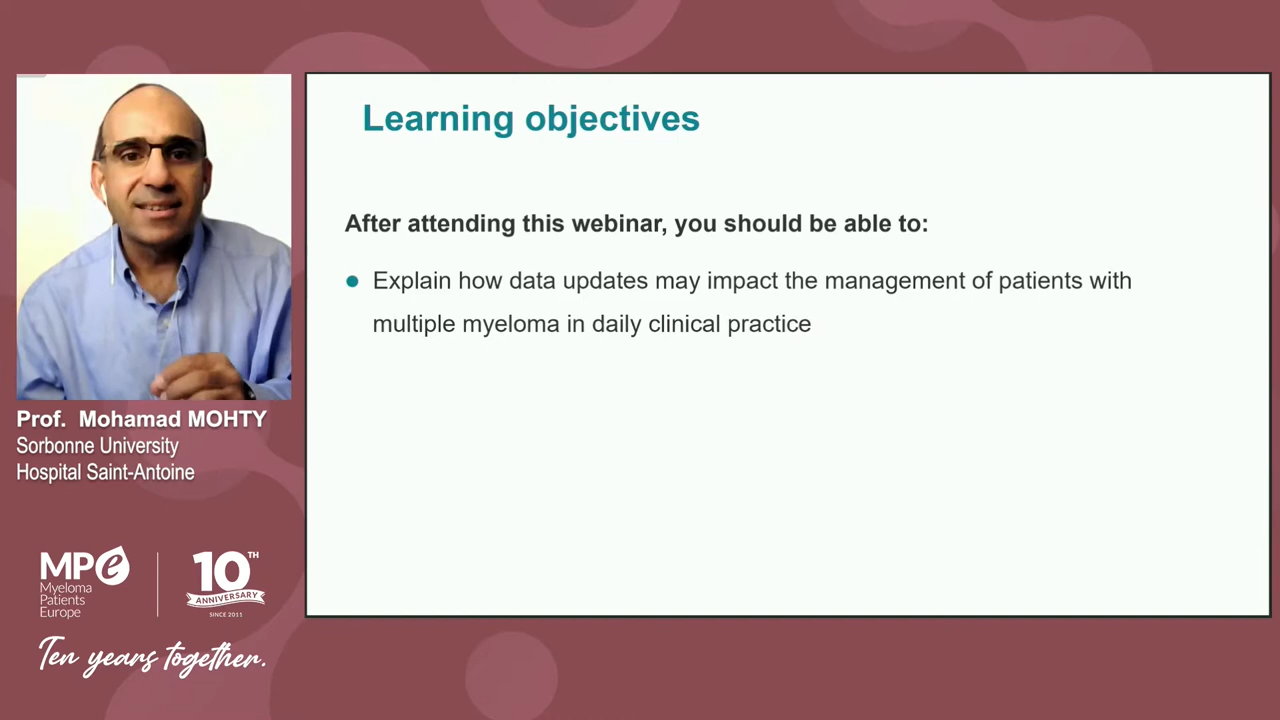 Learning objectives
After attending this webinar, you should be able to:
Explain how data updates may impact the management of patients with
multiple myeloma in daily clinical practice
Prof. Mohamad MOHTY
Sorbonne University
Hospital Saint-Antoine
MPe
Myeloma
Patients
Europe
10TH
ANNIVERSARY
SINCE 2011
Ten years together.